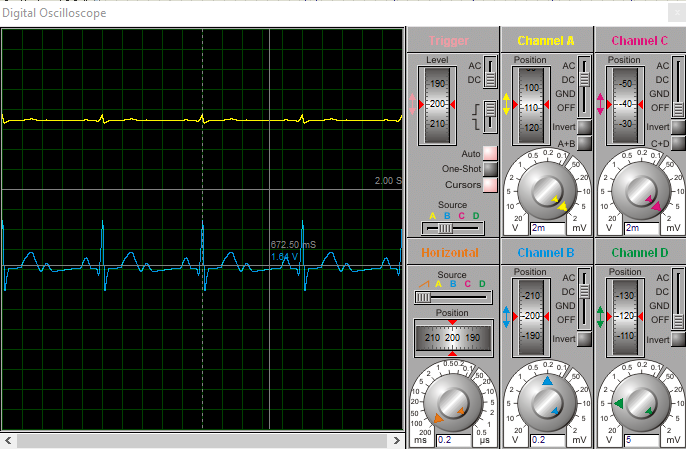 Digital Oscilloscope
2.00 S
672.50 mS
1.64 V
Trigger
Level
190
200
210
AC
DC
Auto
One-Shot
Cursors
Source
A B C D
Channel A
Position
100
110
120
AC
DC
GND
OFF
Invert
A+B
0.2 0.1
0.5
1
2
5
10
20
50
20
10
5
2
V
2m
mV
Channel C
Position
-50
-40
-30
AC
DC
GND
OFF
Invert
C+D
0.2 0.1
0.5
1
2
5
10
20
50
20
10
5
2
V
2m
mV
Horizontal
Source
A B C D
Position
210 200 190
0.5 0.2
1
2
5
10
20
50
100
200
0.1
50
20
10
5
2
1
0.5
ms
0.2
µs
Channel B
Position
-210
-200
-190
AC
DC
GND
OFF
Invert
0.2 0.1
0.5
1
2
5
10
20
50
20
10
5
2
V
0.2
mV
Channel D
Position
-130
-120
-110
AC
DC
GND
OFF
Invert
0.2 0.1
0.5
1
2
5
10
20
50
20
10
5
2
V
5
mV